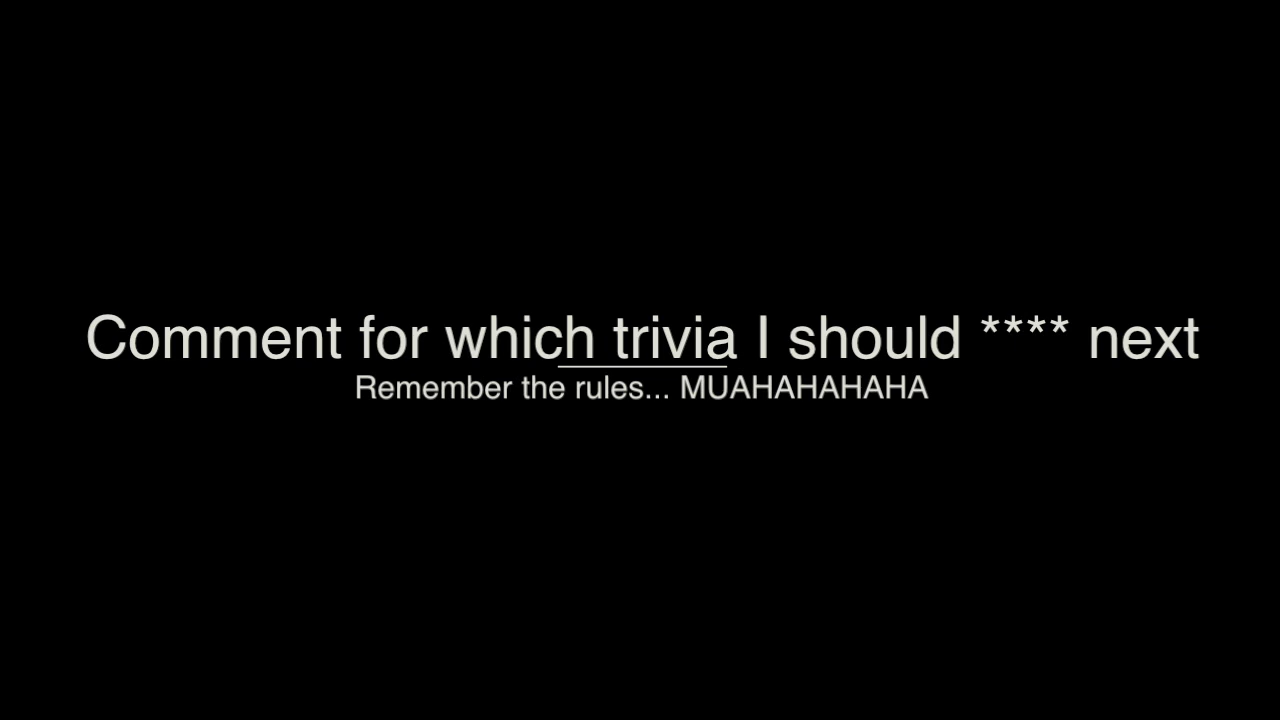 Comment for which trivia I should **** next
Remember the rules... MUAHAHAHAHA